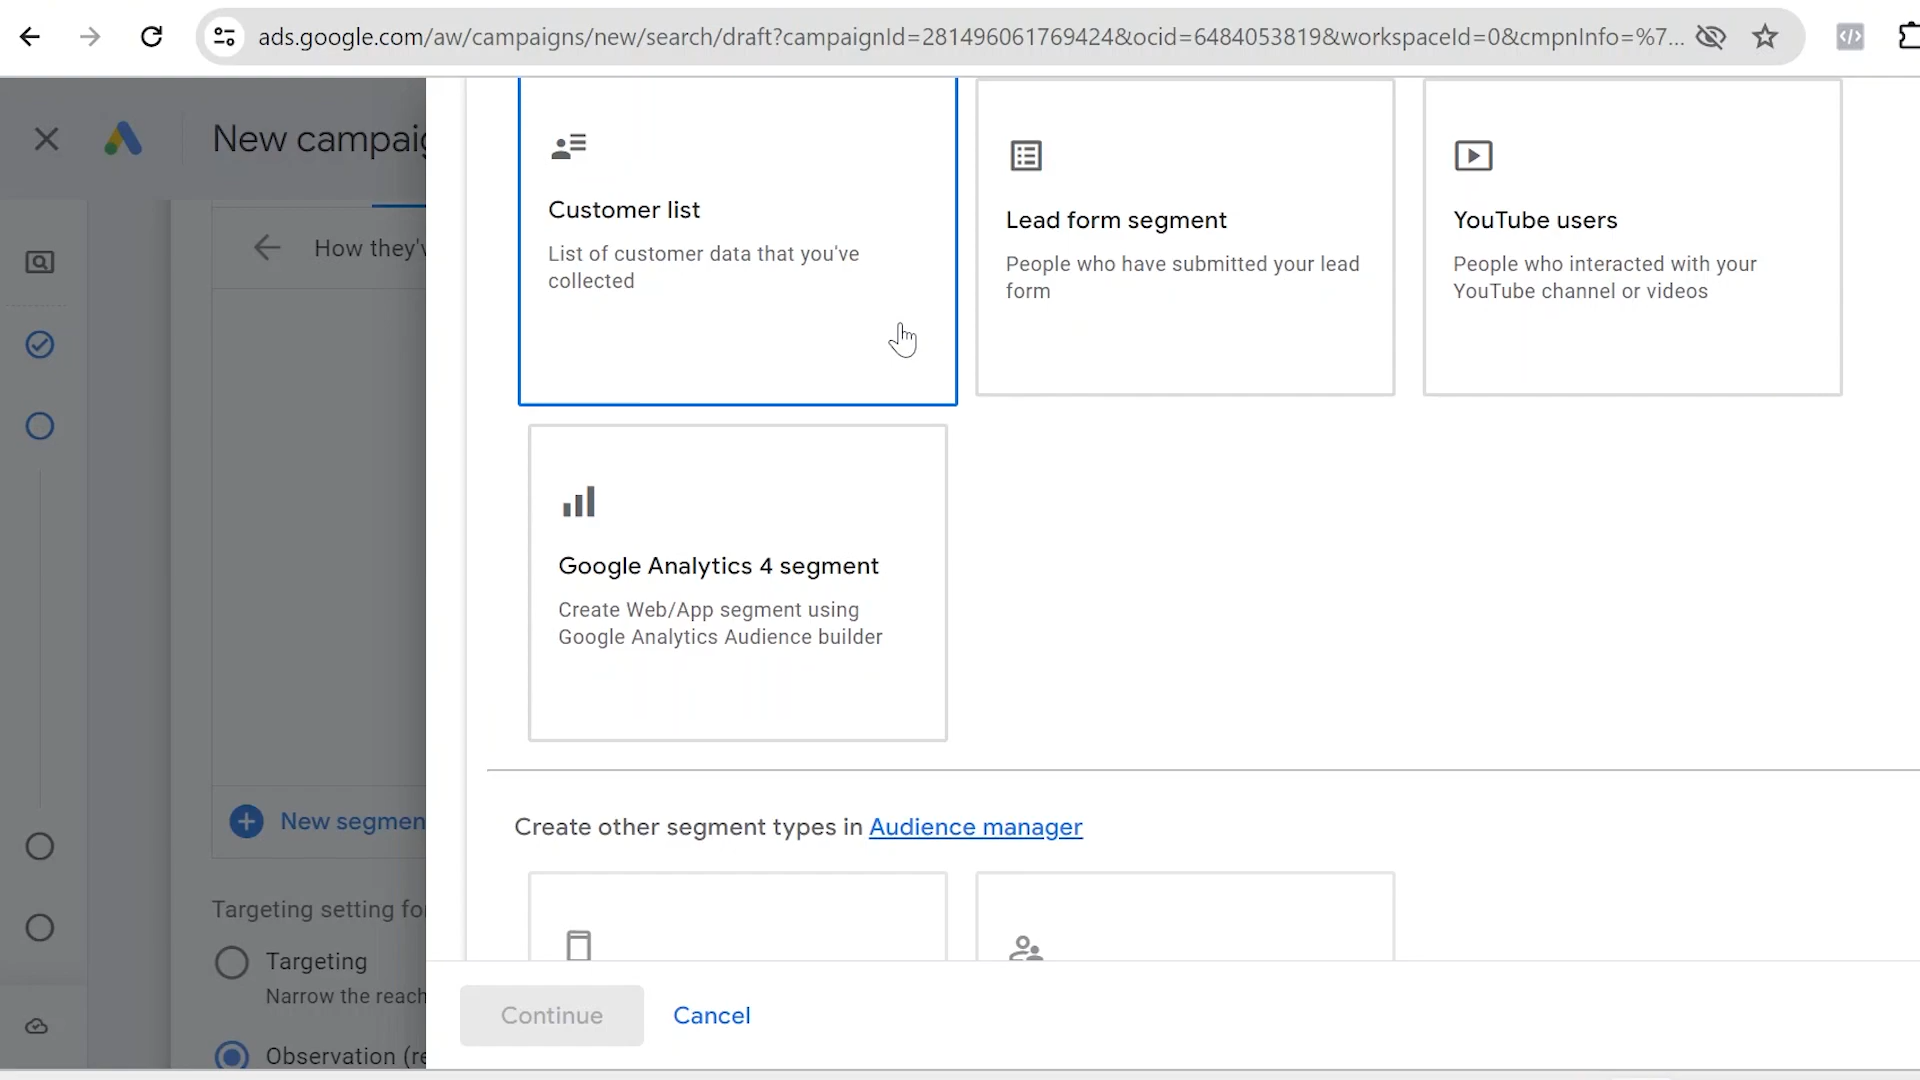 ads.google.com/aw/campaigns/new/search/draft?campaignId=281496061769424&ocid=6484053819&workspaceId=0&cmpnInfo=%7...
New campaig
How they'v
Customer list
List of customer data that you've
collected
Lead form segment
People who have submitted your lead
form
YouTube users
People who interacted with your
YouTube channel or videos
Google Analytics 4 segment
Create Web/App segment using
Google Analytics Audience builder
New segmen
Create other segment types in Audience manager
Targeting setting fo
Targeting
Narrow the reach
Observation (re
Continue
Cancel